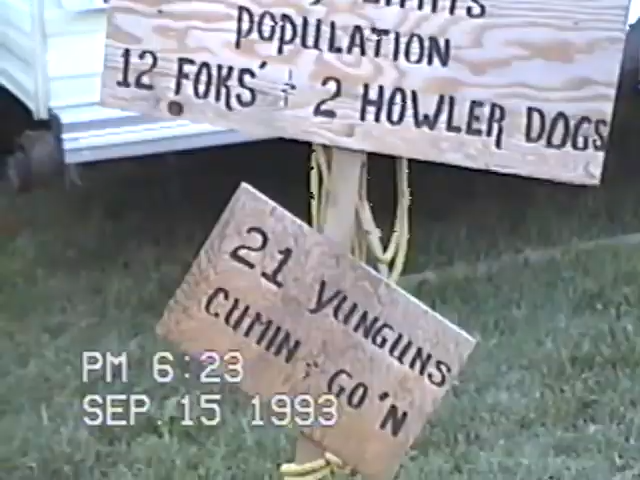 POPULATION
12 FOKS' & 2 HOWLER DOGS
21 YUNGUNS
CUMIN & GO'N
PM 6:23
SEP. 15 1993